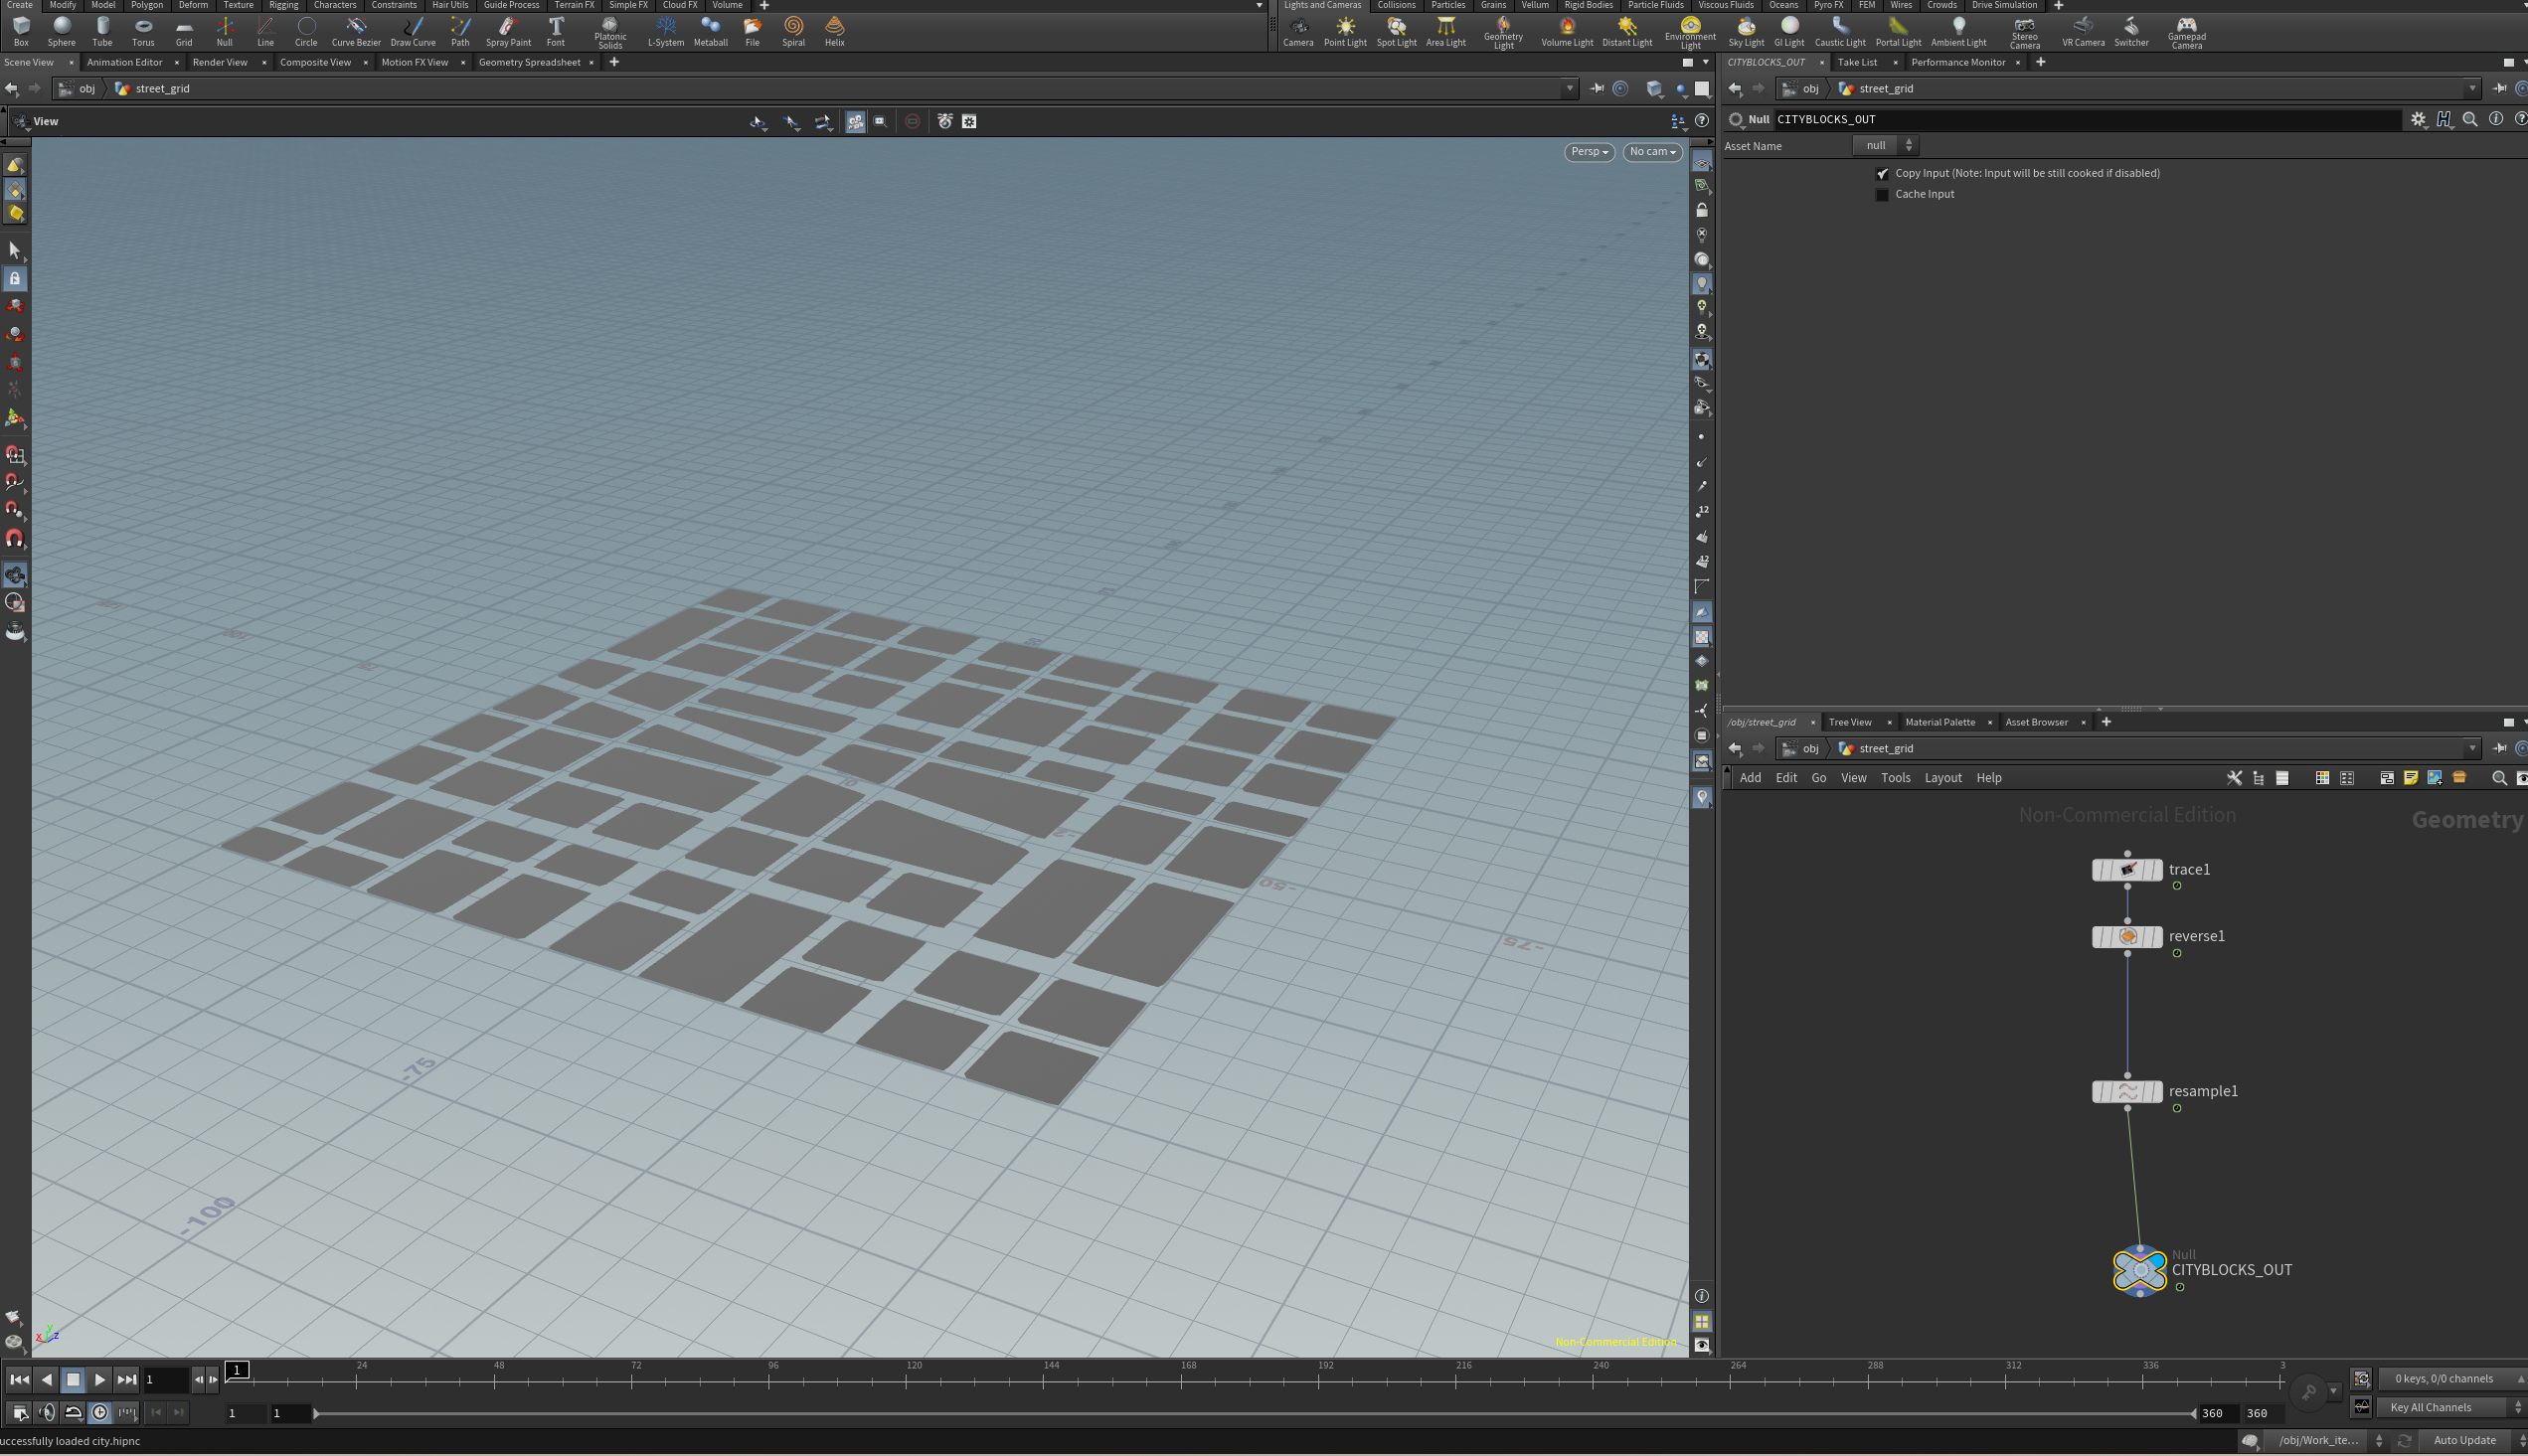 Create Modify Model Polygon Deform Texture Rigging Characters Constraints Hair Utils Guide Process Terrain FX Simple FX Cloud FX Volume
Lights and Cameras Collisions Particles Grains Vellum Rigid Bodies Particle Fluids Viscous Fluids Oceans Pyro FX FEM Wires Crowds Drive Simulation
Box Sphere Tube Torus Grid Null Line Circle Curve Bezier Draw Curve Path Spray Paint Font Platonic Solids L-System Metaball File Spiral Helix
Camera Point Light Spot Light Area Light Geometry Light Volume Light Distant Light Environment Light Sky Light GI Light Caustic Light Portal Light Ambient Light Stereo Camera VR Camera Switcher Gamepad Camera
Scene View Animation Editor Render View Composite View Motion FX View Geometry Spreadsheet
CITYBLOCKS_OUT Take List Performance Monitor
obj street_grid
obj street_grid
View
Null CITYBLOCKS_OUT
Persp No cam
Asset Name null
Copy Input (Note: Input will be still cooked if disabled)
Cache Input
12
12
-50
-75
-75
-100
Non-Commercial Edition
/obj/street_grid Tree View Material Palette Asset Browser
obj street_grid
Add Edit Go View Tools Layout Help
Non-Commercial Edition
Geometry
trace1
reverse1
resample1
Null
CITYBLOCKS_OUT
1 1 24 48 72 96 120 144 168 192 216 240 264 288 312 336 3
0 keys, 0/0 channels
1 1 360 360
Key All Channels
uccessfully loaded city.hipnc
/obj/Work_ite...
Auto Update